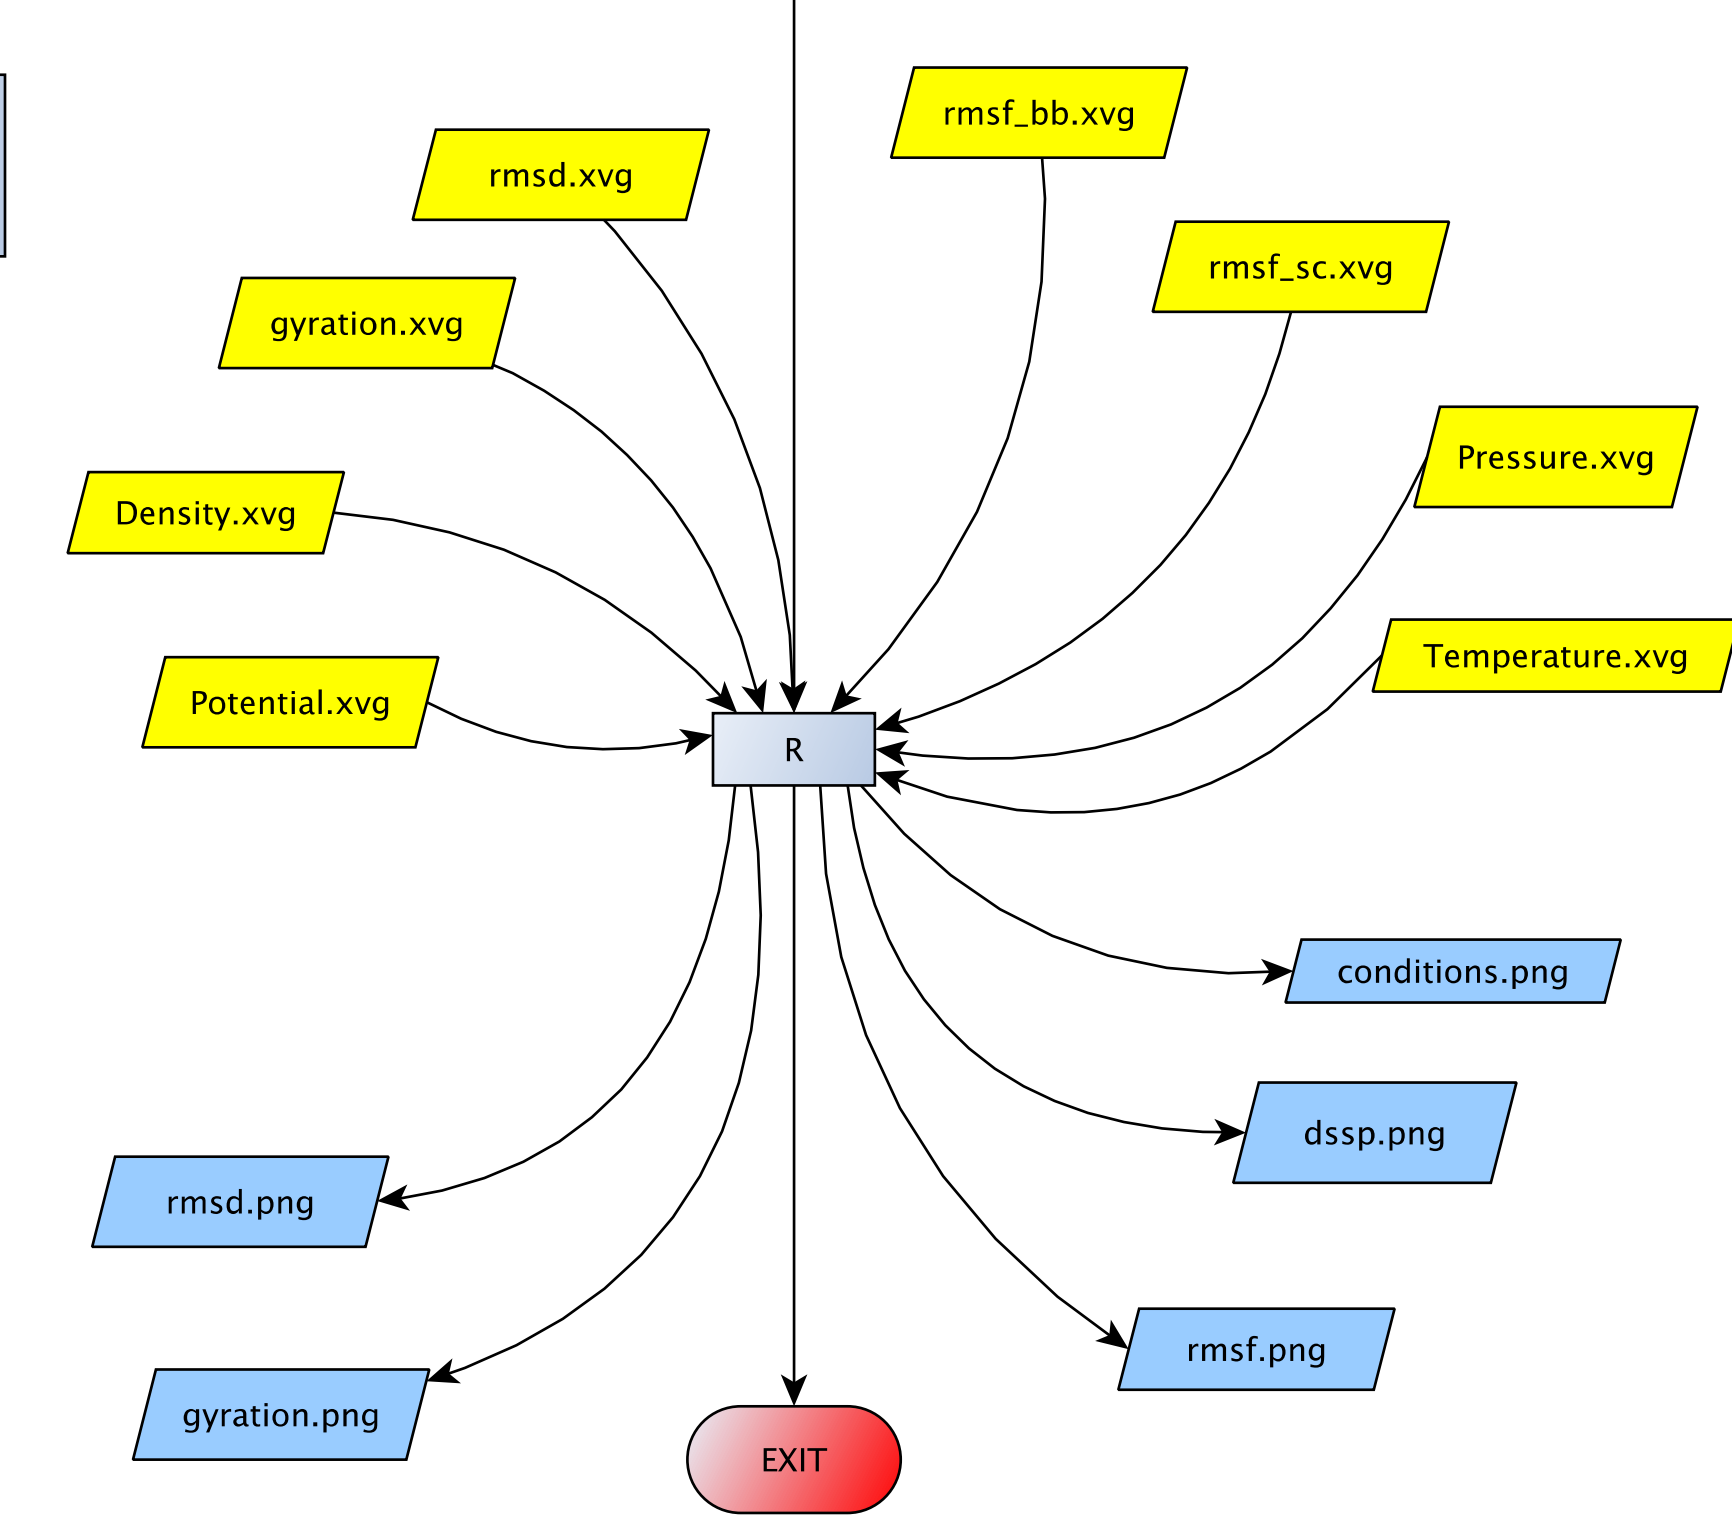 rmsf_bb.xvg
rmsd.xvg
rmsf_sc.xvg
gyration.xvg
Pressure.xvg
Density.xvg
Temperature.xvg
Potential.xvg
R
conditions.png
dssp.png
rmsd.png
rmsf.png
gyration.png
EXIT